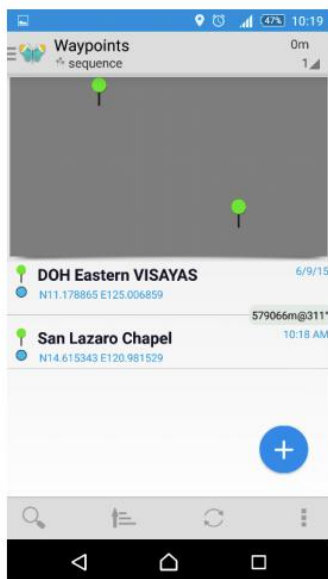 47% 10:19
Waypoints
0m
sequence
1
DOH Eastern VISAYAS
6/9/15
N11.178865 E125.006859
579066m@311°
San Lazaro Chapel
10:18 AM
N14.615343 E120.981529